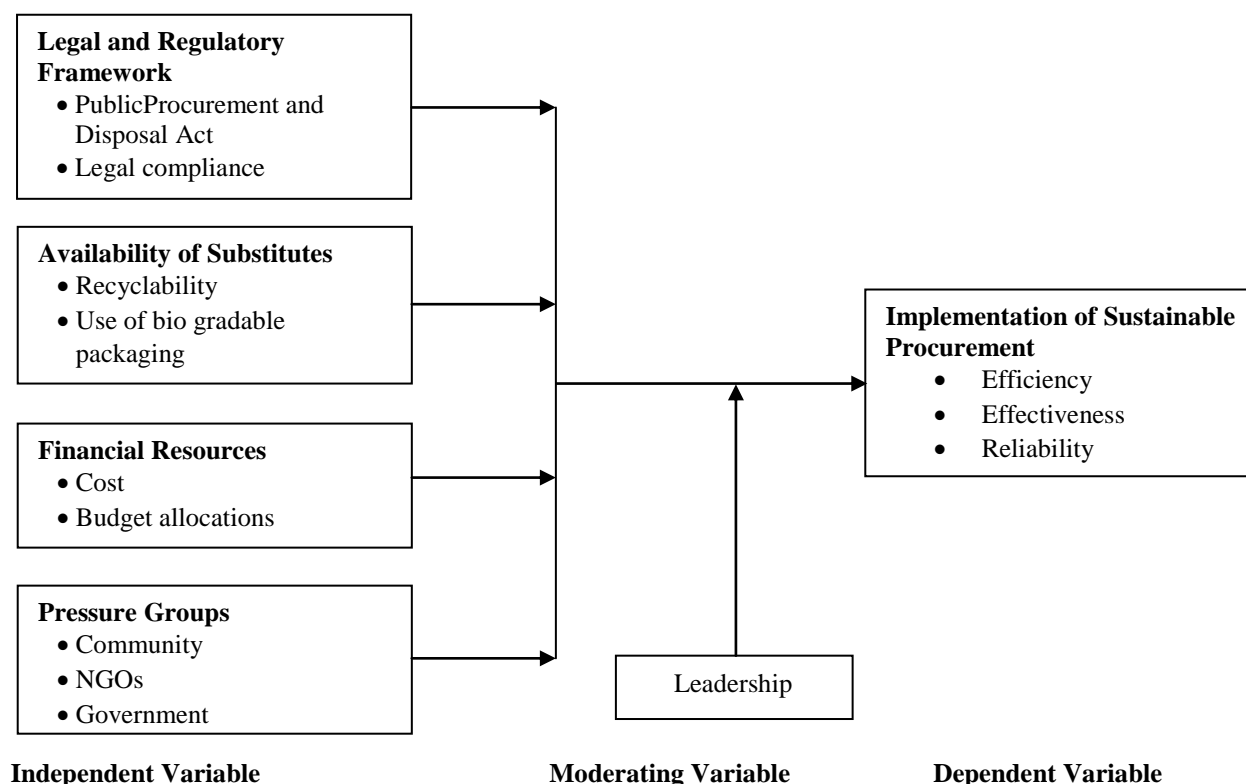 Legal and Regulatory
Framework
• PublicProcurement and
Disposal Act
• Legal compliance
Availability of Substitutes
• Recyclability
• Use of bio gradable
packaging
Financial Resources
• Cost
• Budget allocations
Pressure Groups
• Community
• NGOs
• Government
Leadership
Implementation of Sustainable
Procurement
• Efficiency
• Effectiveness
• Reliability
Independent Variable
Moderating Variable
Dependent Variable